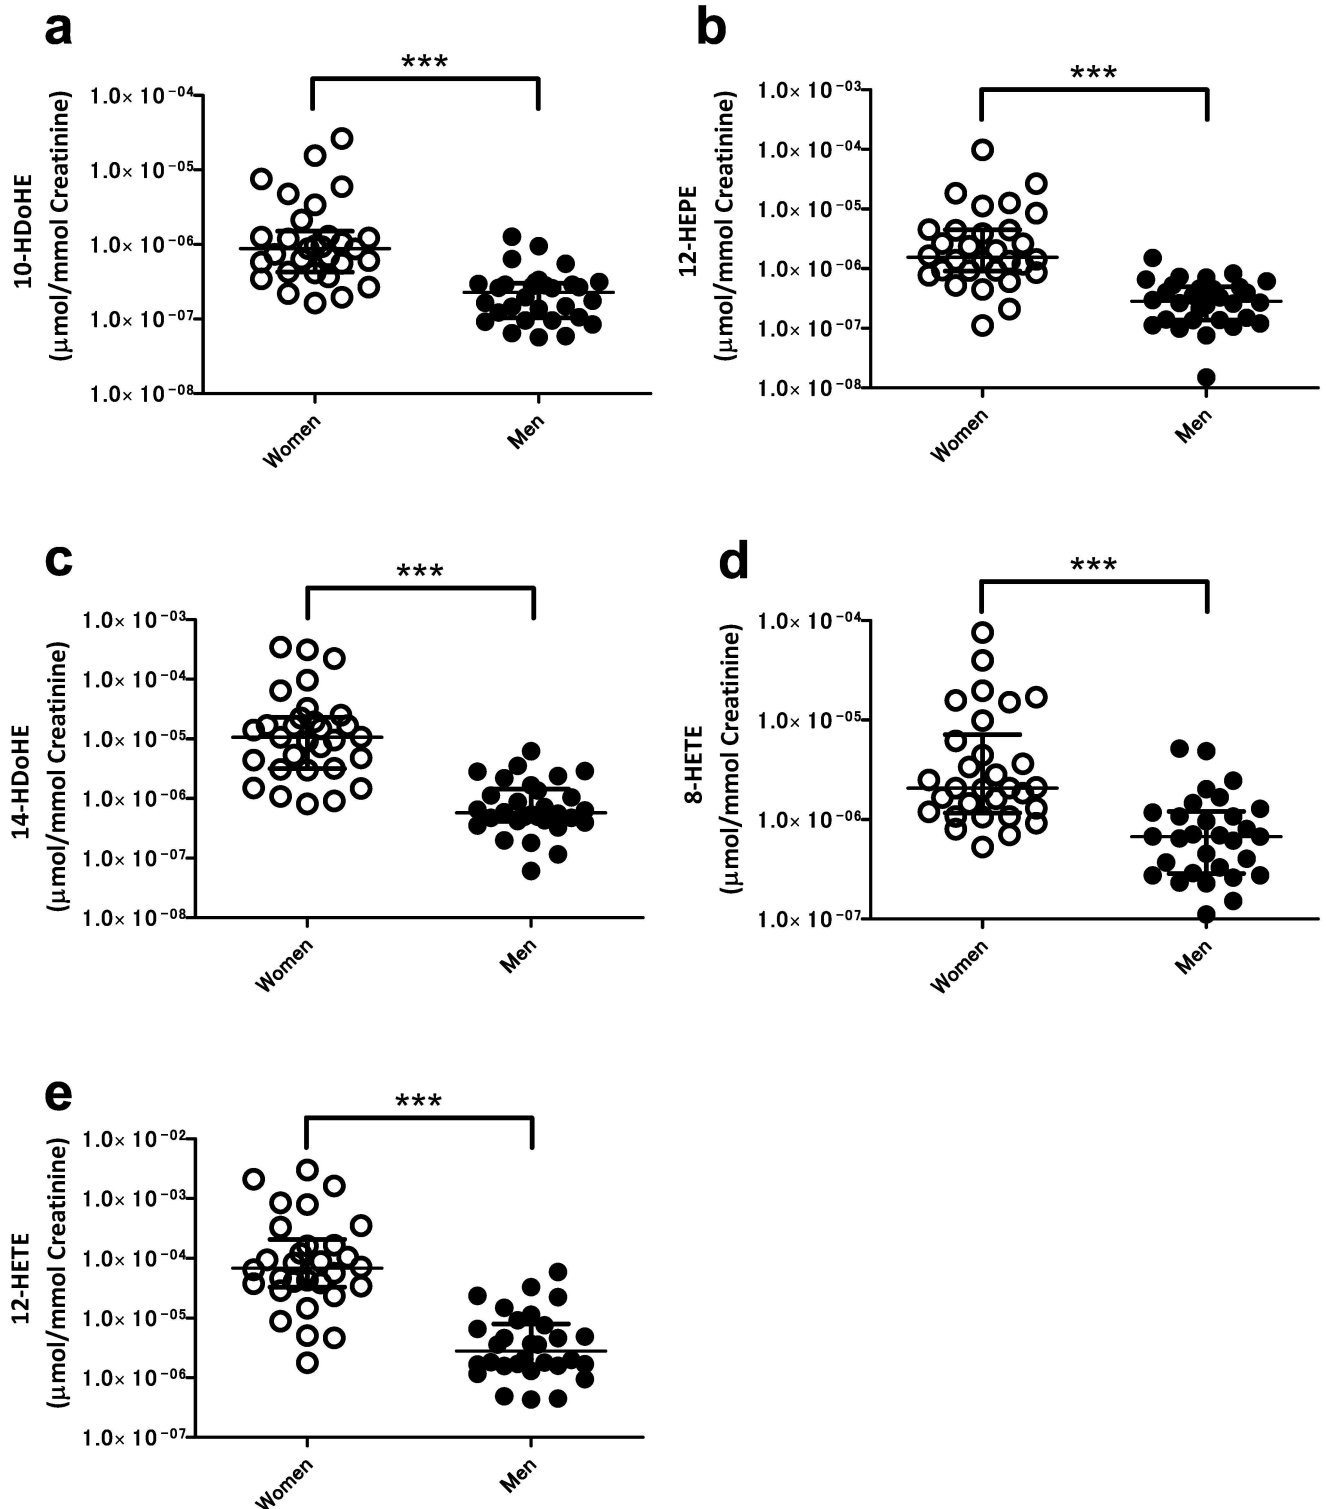 a
***
10-HDoHE
(μmol/mmol Creatinine)
1.0× 10 −04
1.0× 10 −05
1.0× 10 −06
1.0× 10 −07
1.0× 10 −08
Women
Men
b
***
12-HEPE
(μmol/mmol Creatinine)
1.0× 10 −03
1.0× 10 −04
1.0× 10 −05
1.0× 10 −06
1.0× 10 −07
1.0× 10 −08
Women
Men
c
***
14-HDoHE
(μmol/mmol Creatinine)
1.0× 10 −03
1.0× 10 −04
1.0× 10 −05
1.0× 10 −06
1.0× 10 −07
1.0× 10 −08
Women
Men
d
***
8-HETE
(μmol/mmol Creatinine)
1.0× 10 −04
1.0× 10 −05
1.0× 10 −06
1.0× 10 −07
Women
Men
e
***
12-HETE
(μmol/mmol Creatinine)
1.0× 10 −02
1.0× 10 −03
1.0× 10 −04
1.0× 10 −05
1.0× 10 −06
1.0× 10 −07
Women
Men